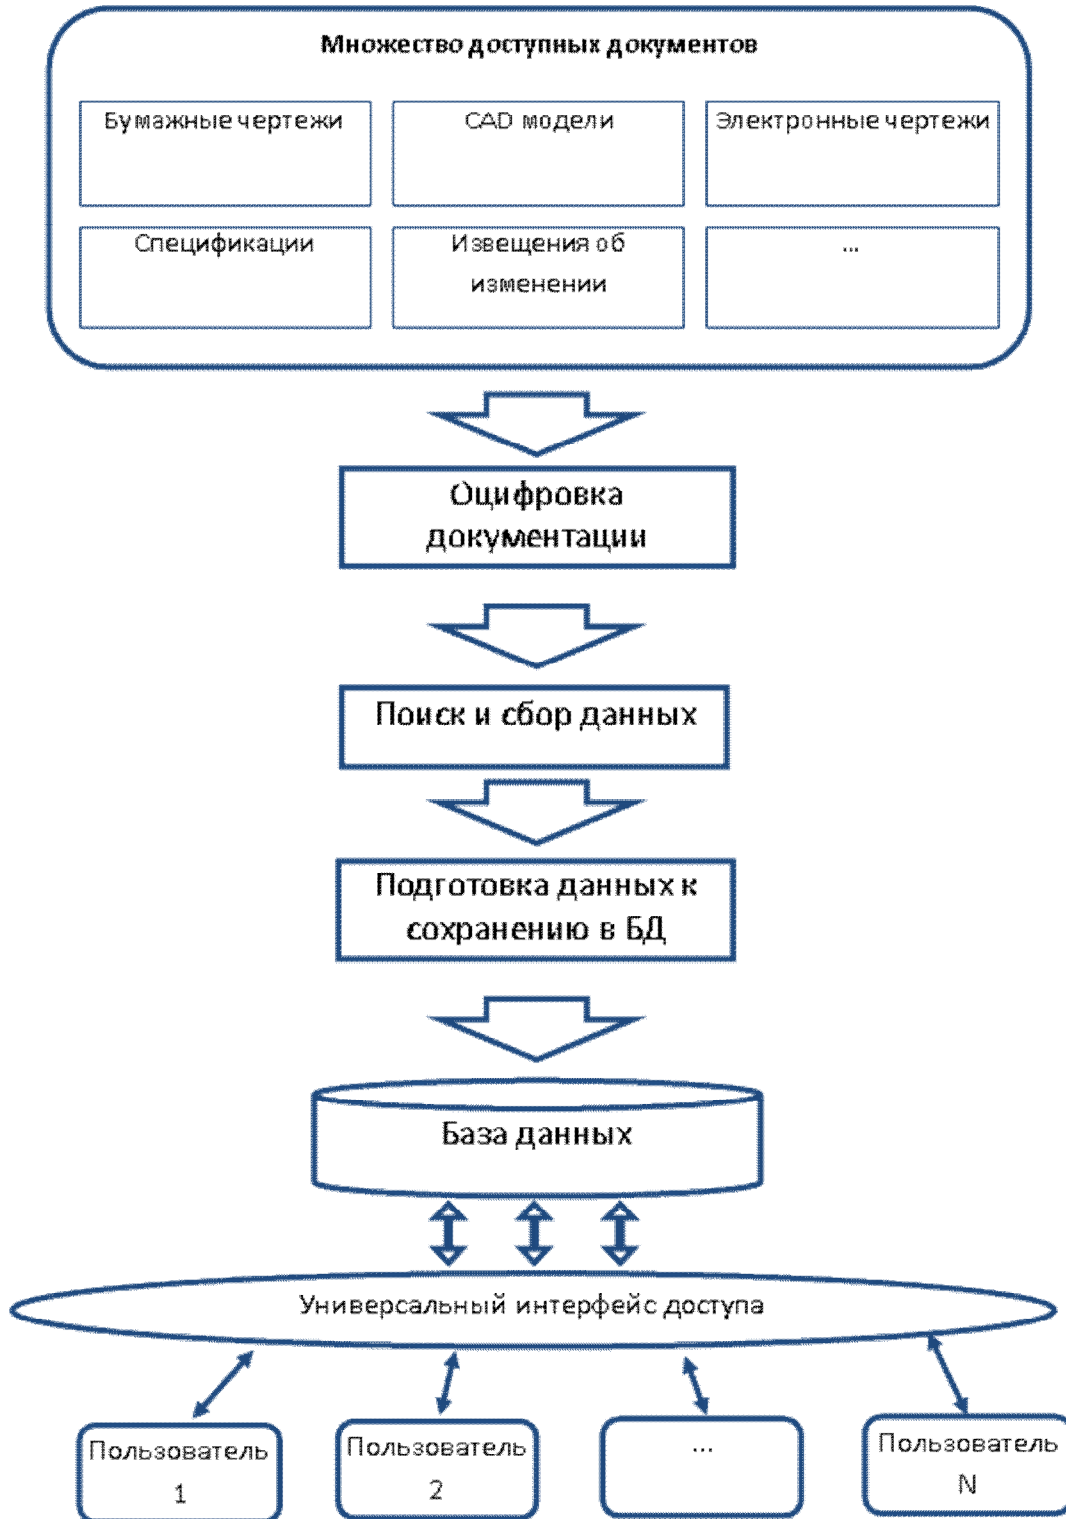 Множество доступных документов
Бумажные чертежи
CAD модели
Электронные чертежи
Спецификации
Извещения об
изменении
...
Оцифровка
документации
Поиск и сбор данных
Подготовка данных к
сохранению в БД
База данных
Универсальный интерфейс доступа
Пользователь
1
Пользователь
2
...
Пользователь
N